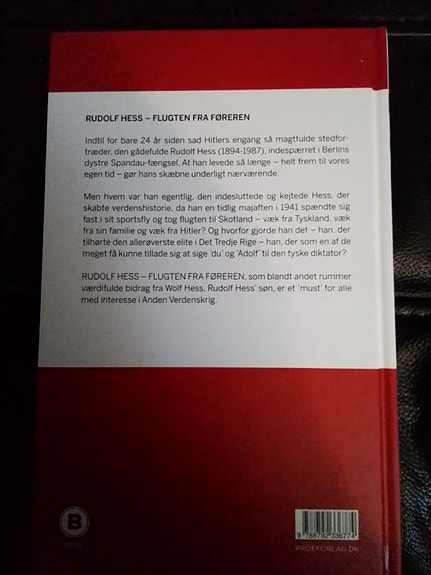 RUDOLF HESS – FLUGTEN FRA FØREREN
Indtil for bare 24 år siden sad Hitlers engang så magtfulde stedfor-
træder, den gådefulde Rudolf Hess (1894-1987), indespærret i Berlins
dystre Spandau-fængsel. At han levede så længe – helt frem til vores
egen tid – gør hans skæbne underligt nærværende.
Men hvem var han egentlig, den indesluttede og kejtede Hess, der
skabte verdenshistorie, da han en tidlig majaften i 1941 spændte sig
fast i sit sportsfly og tog flugten til Skotland – væk fra Tyskland, væk
fra sin familie og væk fra Hitler? Og hvorfor gjorde han det – han, der
tilhørte den allerøverste elite i Det Tredje Rige – han, der som en af de
meget få kunne tillade sig at sige 'du' og 'Adolf' til den tyske diktator?
RUDOLF HESS – FLUGTEN FRA FØREREN, som blandt andet rummer
værdifulde bidrag fra Wolf Hess, Rudolf Hess' søn, er et 'must' for alle
med interesse i Anden Verdenskrig.
B
9 788792 336774